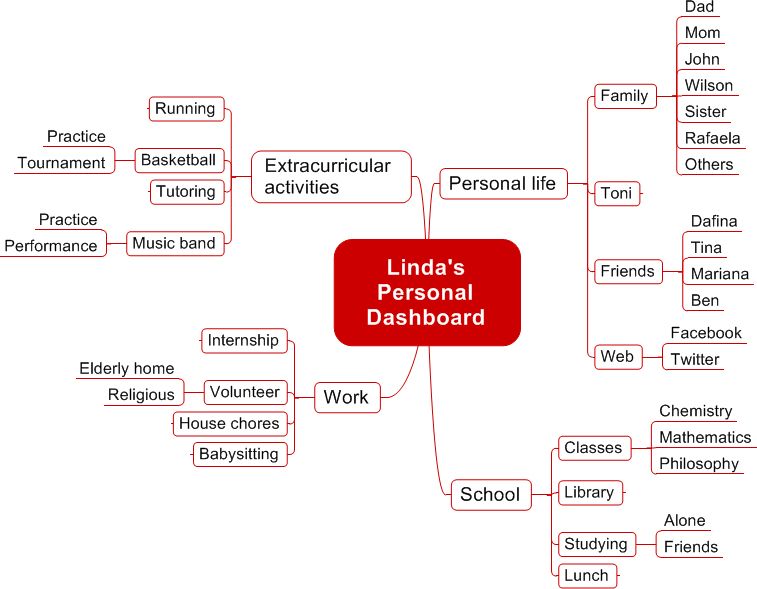 Linda's
Personal
Dashboard
Extracurricular
activities
Running
Basketball
Practice
Tournament
Tutoring
Music band
Practice
Performance
Personal life
Family
Dad
Mom
John
Wilson
Sister
Rafaela
Others
Toni
Friends
Dafina
Tina
Mariana
Ben
Web
Facebook
Twitter
Work
Internship
Volunteer
Elderly home
Religious
House chores
Babysitting
School
Classes
Chemistry
Mathematics
Philosophy
Library
Studying
Alone
Friends
Lunch